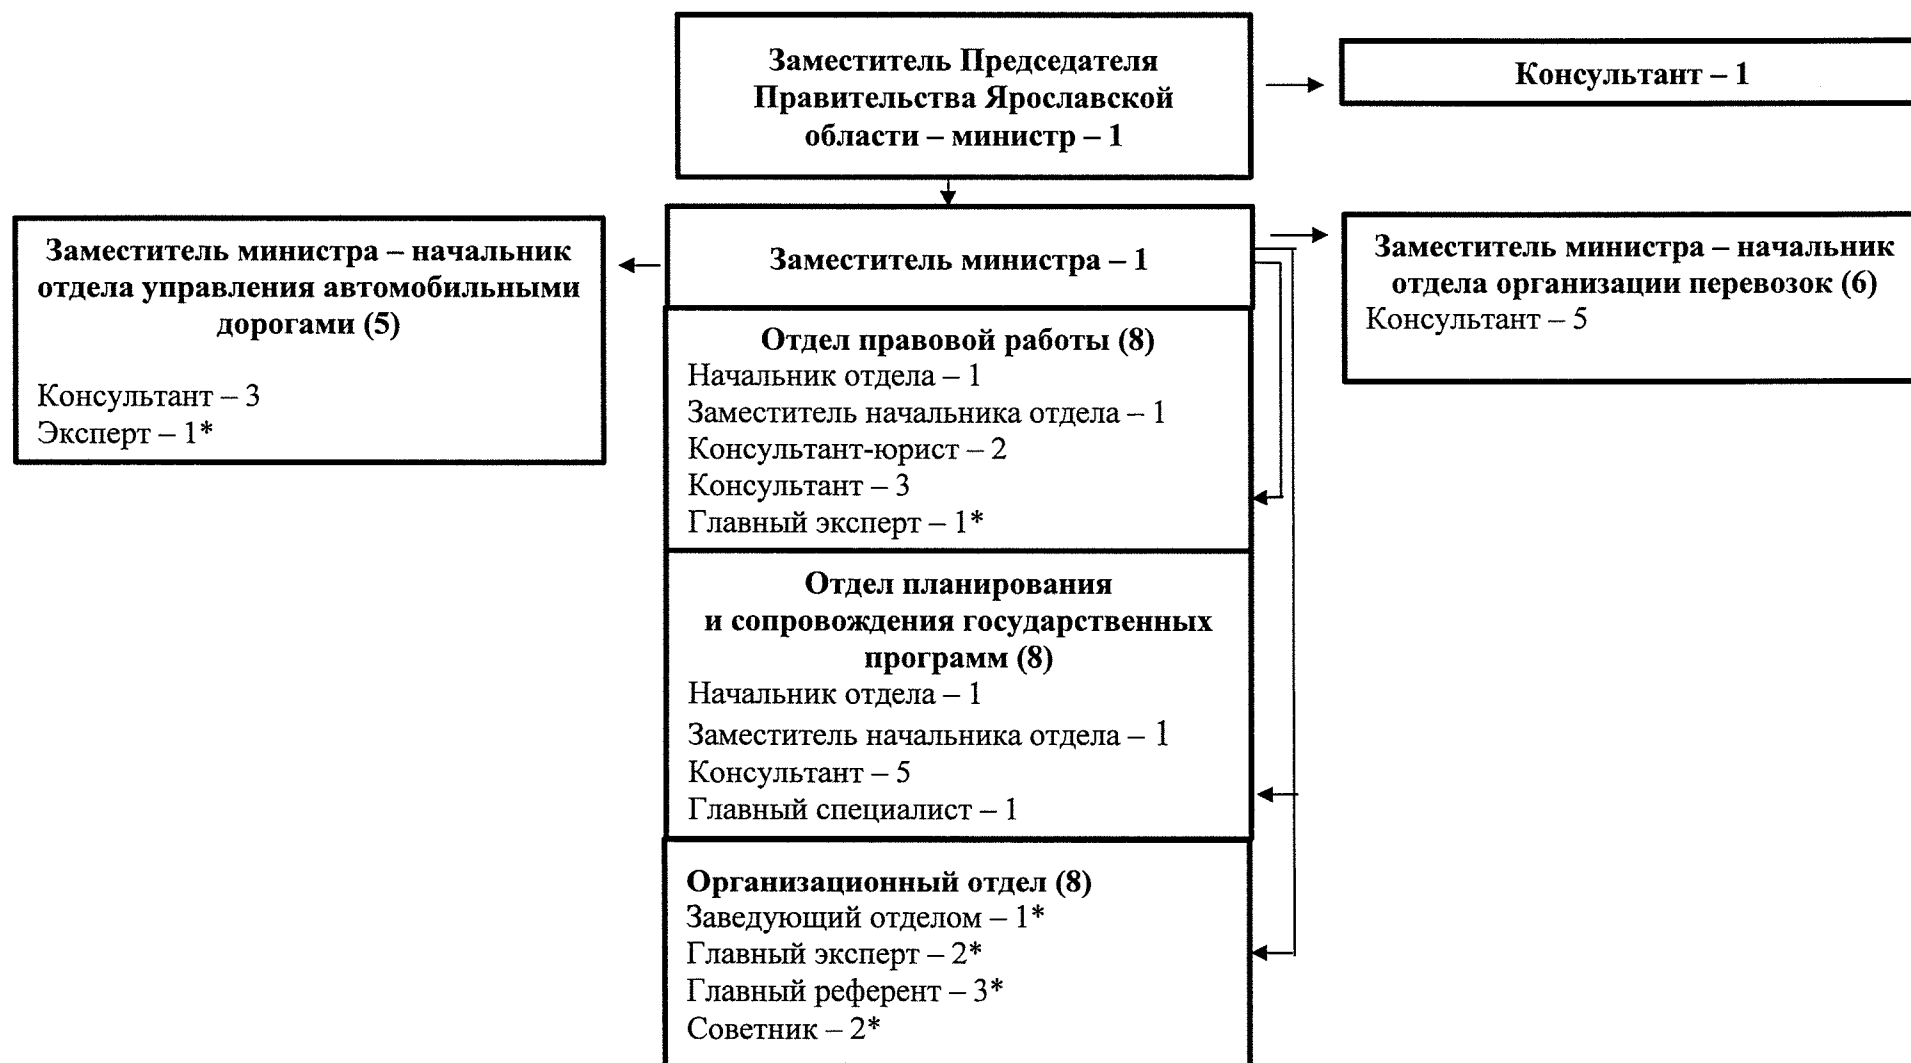 Заместитель Председателя
Правительства Ярославской
области – министр – 1
Консультант – 1
Заместитель министра – начальник
отдела управления автомобильными
дорогами (5)
Консультант – 3
Эксперт – 1*
Заместитель министра – 1
Заместитель министра – начальник
отдела организации перевозок (6)
Консультант – 5
Отдел правовой работы (8)
Начальник отдела – 1
Заместитель начальника отдела – 1
Консультант-юрист – 2
Консультант – 3
Главный эксперт – 1*
Отдел планирования
и сопровождения государственных
программ (8)
Начальник отдела – 1
Заместитель начальника отдела – 1
Консультант – 5
Главный специалист – 1
Организационный отдел (8)
Заведующий отделом – 1*
Главный эксперт – 2*
Главный референт – 3*
Советник – 2*